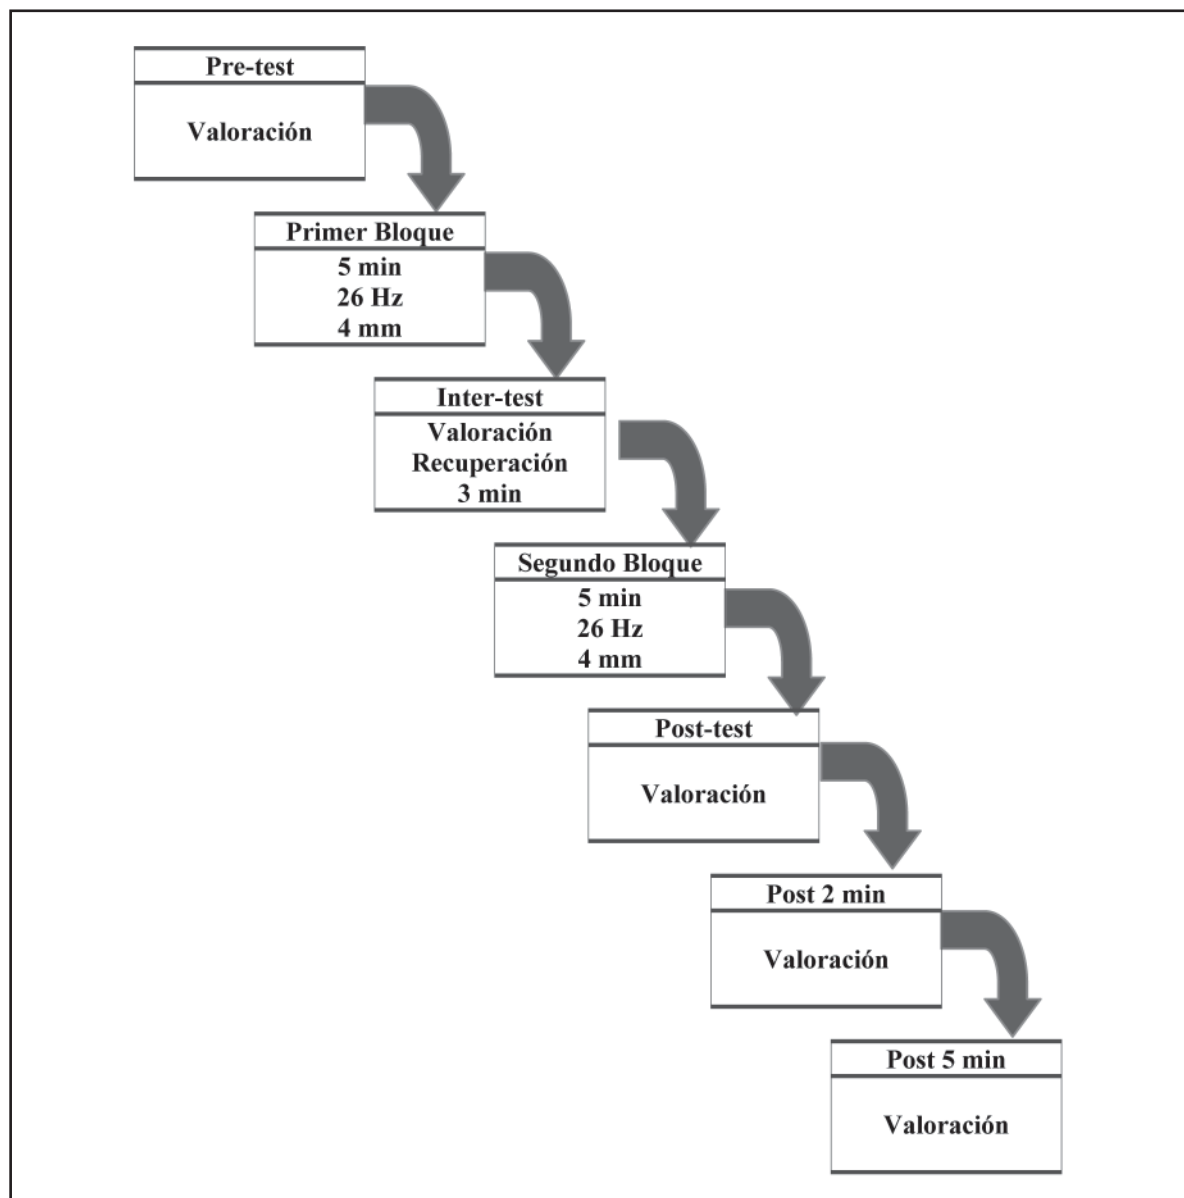 Pre-test
Valoración
Primer Bloque
5 min
26 Hz
4 mm
Inter-test
Valoración
Recuperación
3 min
Segundo Bloque
5 min
26 Hz
4 mm
Post-test
Valoración
Post 2 min
Valoración
Post 5 min
Valoración